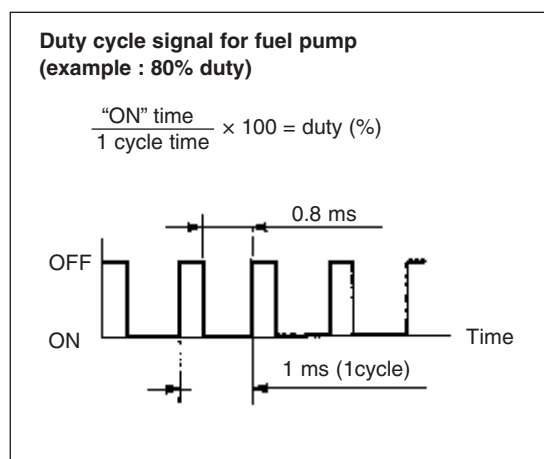 Duty cycle signal for fuel pump
(example : 80% duty)
“ON” time
1 cycle time
× 100 = duty (%)
0.8 ms
OFF
ON
Time
1 ms (1cycle)